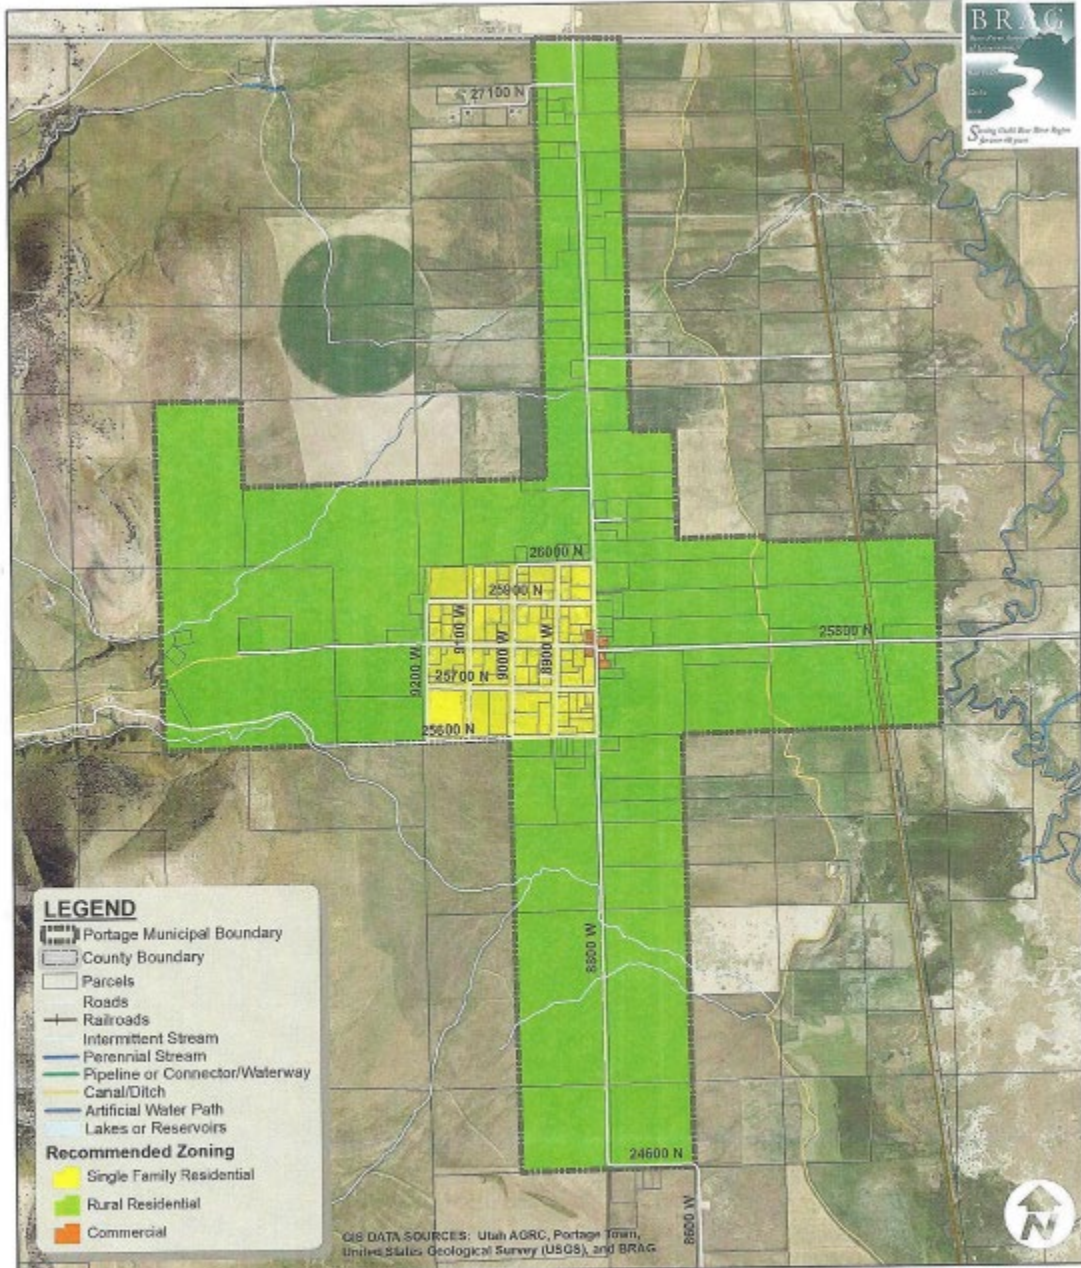 BRAG
27100 N
26000 N
25900 N
25800 N
9100 W
9000 W
8900 W
9200 W
25700 N
25600 N
8800 W
24600 N
8600 W
LEGEND
Portage Municipal Boundary
County Boundary
Parcels
Roads
Railroads
Intermittent Stream
Perennial Stream
Pipeline or Connector/Waterway
Canal/Ditch
Artificial Water Path
Lakes or Reservoirs
Recommended Zoning
Single Family Residential
Rural Residential
Commercial
GIS DATA SOURCES: Utah AGRC, Portage Town,
United States Geological Survey (USGS), and BRAG
N